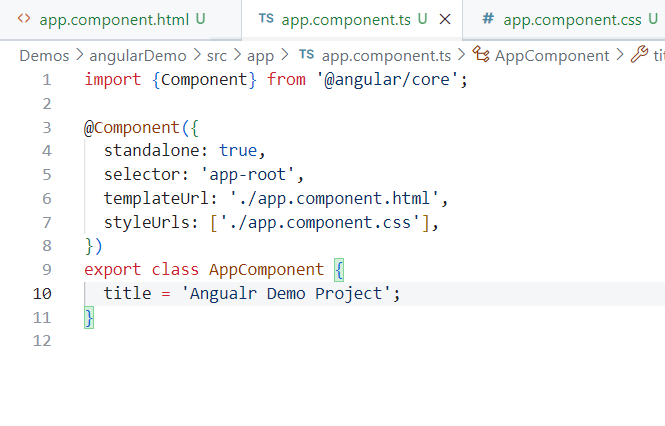 <> app.component.html U TS app.component.ts U × # app.component.css U
Demos > angularDemo > src > app > TS app.component.ts > AppComponent >
1 import {Component} from '@angular/core';
2
3 @Component({
4 standalone: true,
5 selector: 'app-root',
6 templateUrl: './app.component.html',
7 styleUrls: ['./app.component.css'],
8 })
9 export class AppComponent {
10 title = 'Angualr Demo Project';
11 }
12